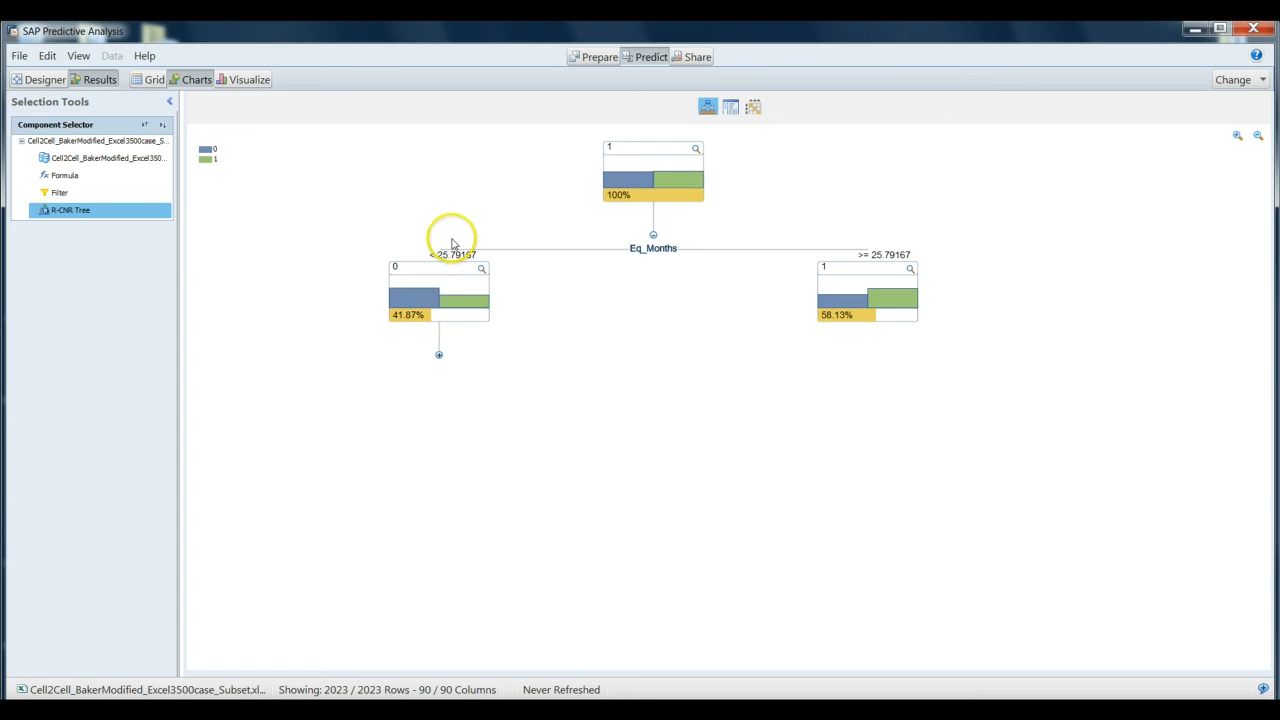 SAP Predictive Analysis
File Edit View Data Help
Prepare Predict Share
Designer Results Grid Charts Visualize
Change
Selection Tools
Component Selector
Cell2Cell_BakerModified_Excel3500case_S...
Cell2Cell_BakerModified_Excel350...
Formula
Filter
R-CNR Tree
0
1
1
100%
Eq_Months
< 25.79167
>= 25.79167
0
1
41.87%
58.13%
Cell2Cell_BakerModified_Excel3500case_Subset.xl... Showing: 2023 / 2023 Rows - 90 / 90 Columns Never Refreshed